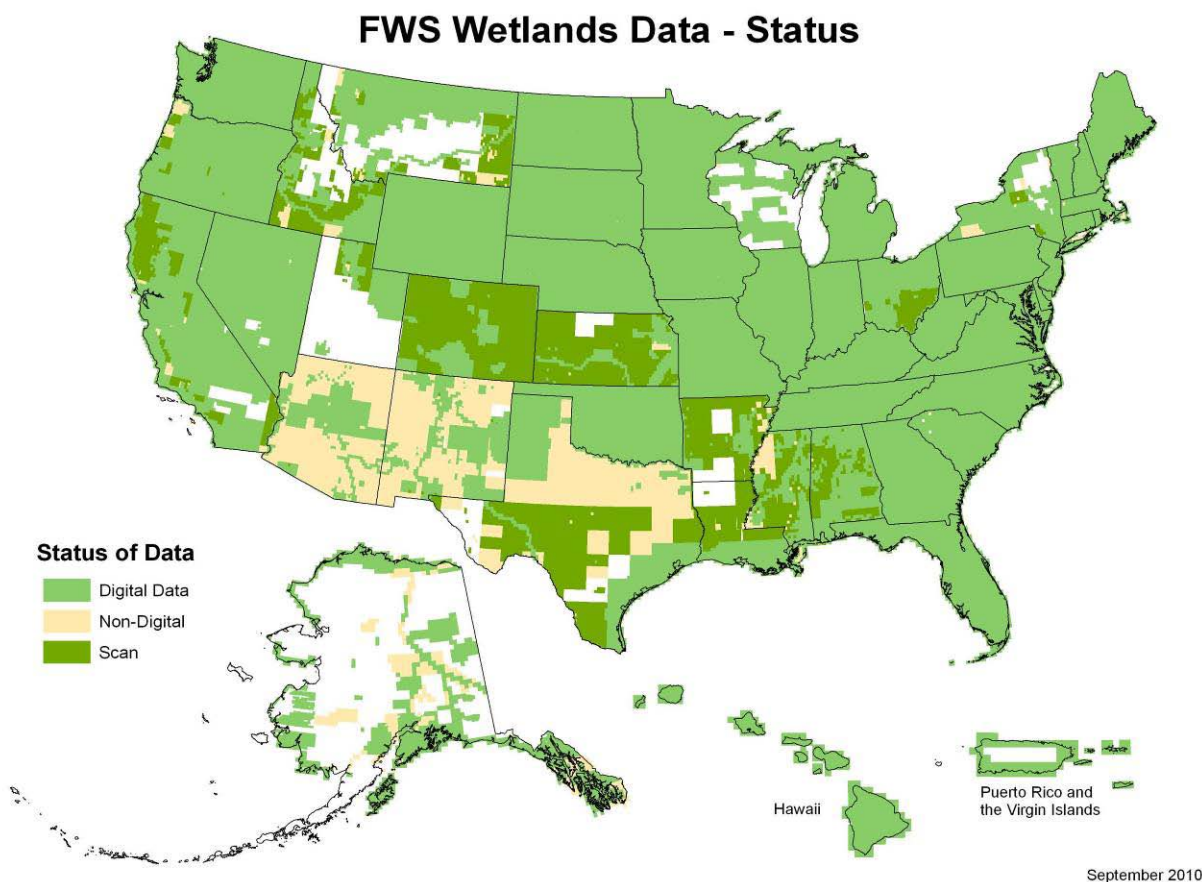 FWS Wetlands Data - Status
Status of Data
Digital Data
Non-Digital
Scan
Hawaii
Puerto Rico and
the Virgin Islands
September 2010